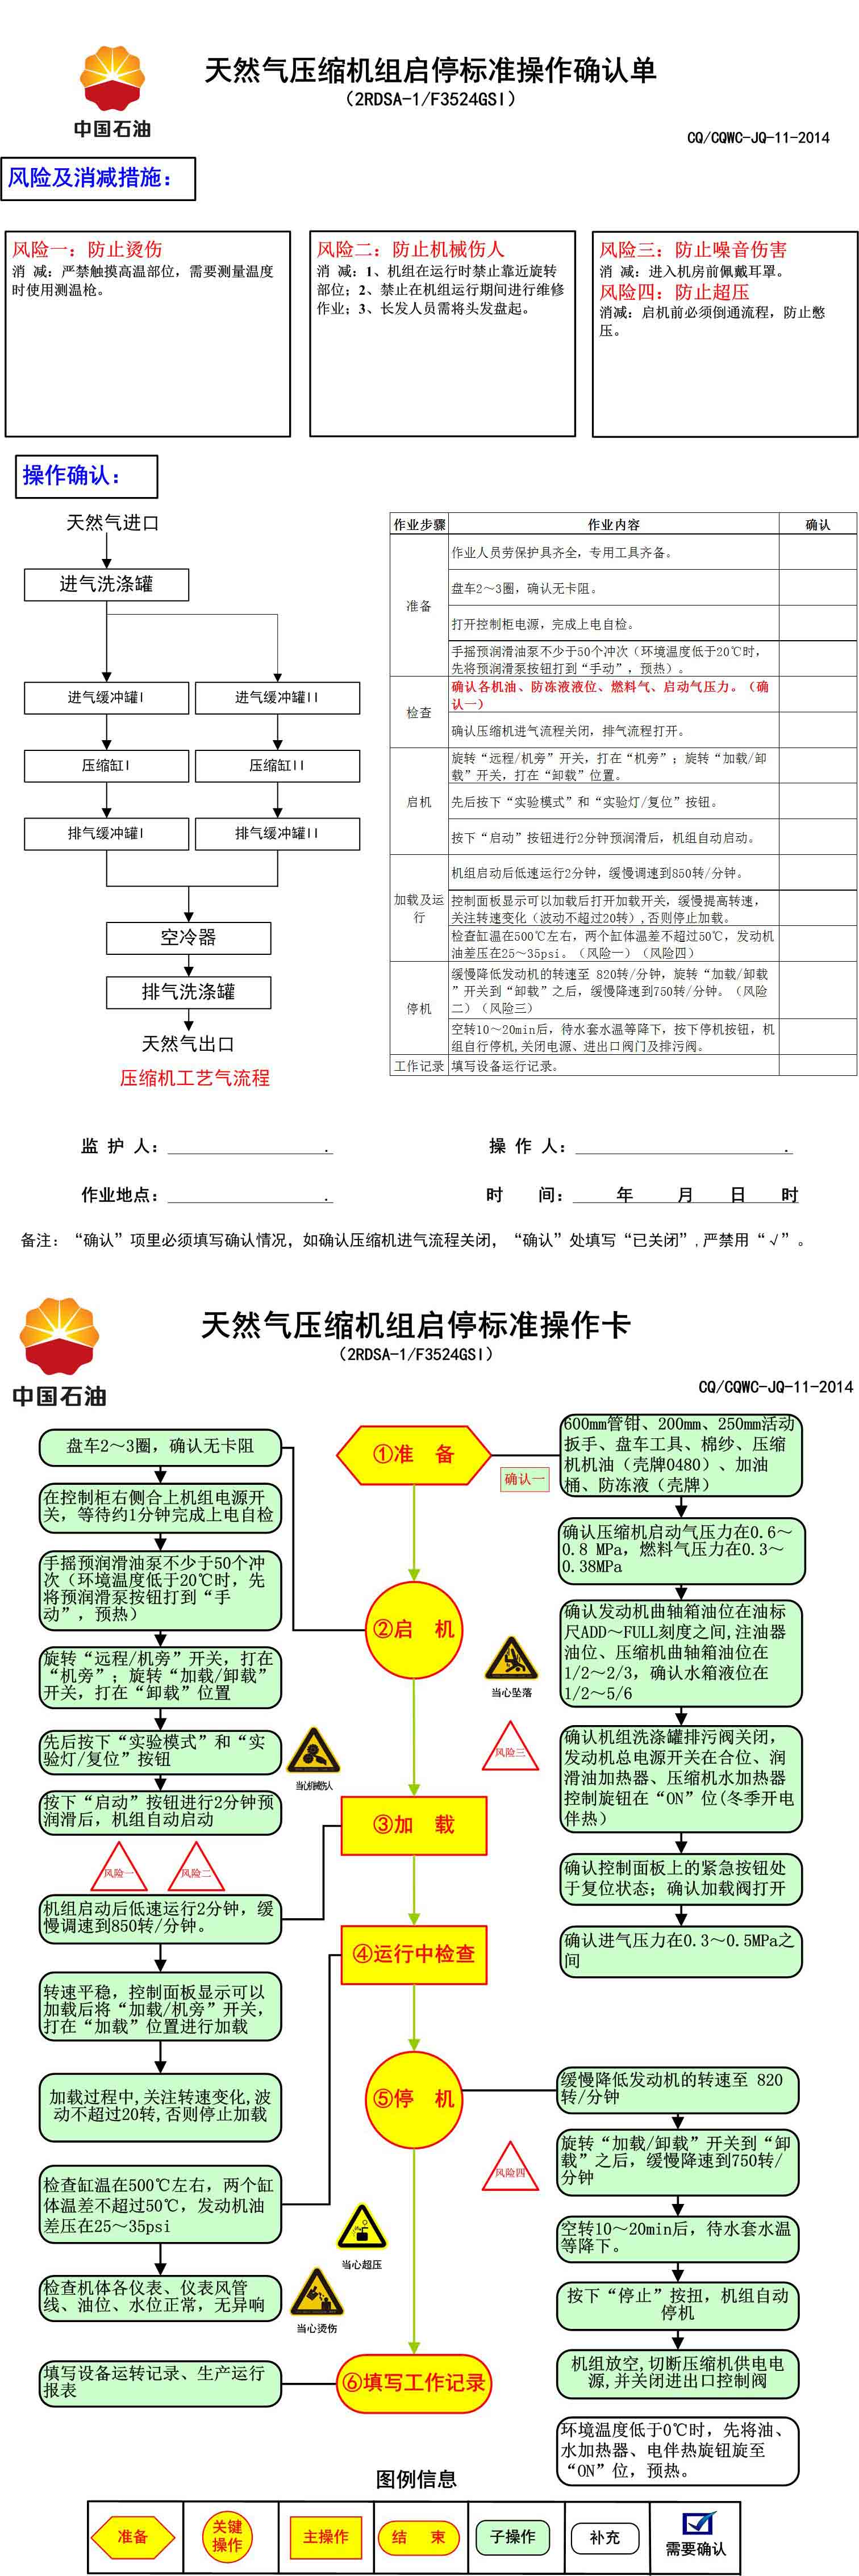 中国石油
天然气压缩机组启停标准操作确认单
（2RDSA-1/F3524GSI）
CQ/CQWC-JQ-11-2014
风险及消减措施：
风险一：防止烫伤
消 减：严禁触摸高温部位，需要测量温度
时使用测温枪。
风险二：防止机械伤人
消 减：1、机组在运行时禁止靠近旋转
部位；2、禁止在机组运行期间进行维修
作业；3、长发人员需将头发盘起。
风险三：防止噪音伤害
消 减：进入机房前佩戴耳罩。
风险四：防止超压
消减：启机前必须倒通流程，防止憋
压。
操作确认：
天然气进口
进气洗涤罐
进气缓冲罐I
进气缓冲罐II
压缩缸I
压缩缸II
排气缓冲罐I
排气缓冲罐II
空冷器
排气洗涤罐
天然气出口
压缩机工艺气流程
作业步骤 作业内容 确认
准备
作业人员劳保护具齐全，专用工具齐备。
盘车2～3圈，确认无卡阻。
打开控制柜电源，完成上电自检。
手摇预润滑油泵不少于50个冲次（环境温度低于20℃时，
先将预润滑泵按钮打到“手动”，预热）。
检查
确认各机油、防冻液液位、燃料气、启动气压力。（确
认一）
确认压缩机进气流程关闭，排气流程打开。
启机
旋转“远程/机旁”开关，打在“机旁”；旋转“加载/卸
载”开关，打在“卸载”位置。
先后按下“实验模式”和“实验灯/复位”按钮。
按下“启动”按钮进行2分钟预润滑后，机组自动启动。
加载及运
行
机组启动后低速运行2分钟，缓慢调速到850转/分钟。
控制面板显示可以加载后打开加载开关，缓慢提高转速，
关注转速变化（波动不超过20转）,否则停止加载。
检查缸温在500℃左右，两个缸体温差不超过50℃，发动机
油差压在25～35psi。（风险一）（风险四）
停机
缓慢降低发动机的转速至 820转/分钟，旋转“加载/卸载
”开关到“卸载”之后，缓慢降速到750转/分钟。（风险
二）（风险三）
空转10～20min后，待水套水温等降下，按下停机按钮，机
组自行停机,关闭电源、进出口阀门及排污阀。
工作记录 填写设备运行记录。
监 护 人： .
操 作 人： .
作业地点： .
时 间： 年 月 日 时
备注：“确认”项里必须填写确认情况，如确认压缩机进气流程关闭，“确认”处填写“已关闭”,严禁用“√”。
中国石油
天然气压缩机组启停标准操作卡
（2RDSA-1/F3524GSI）
CQ/CQWC-JQ-11-2014
盘车2～3圈，确认无卡阻
在控制柜右侧合上机组电源开
关，等待约1分钟完成上电自检
手摇预润滑油泵不少于50个冲
次（环境温度低于20℃时，先
将预润滑泵按钮打到“手
动”，预热）
旋转“远程/机旁”开关，打在
“机旁”；旋转“加载/卸载”
开关，打在“卸载”位置
先后按下“实验模式”和“实
验灯/复位”按钮
按下“启动”按钮进行2分钟预
润滑后，机组自动启动
风险一
风险二
机组启动后低速运行2分钟，缓
慢调速到850转/分钟。
转速平稳，控制面板显示可以
加载后将“加载/机旁”开关，
打在“加载”位置进行加载
加载过程中,关注转速变化,波
动不超过20转,否则停止加载
检查缸温在500℃左右，两个缸
体温差不超过50℃，发动机油
差压在25～35psi
检查机体各仪表、仪表风管
线、油位、水位正常，无异响
填写设备运转记录、生产运行
报表
①准 备
确认一
②启 机
当心坠落
风险三
当心机械伤人
③加 载
④运行中检查
⑤停 机
风险四
当心超压
当心烫伤
⑥填写工作记录
600mm管钳、200mm、250mm活动
扳手、盘车工具、棉纱、压缩
机机油（壳牌0480）、加油
桶、防冻液（壳牌）
确认压缩机启动气压力在0.6～
0.8 MPa，燃料气压力在0.3～
0.38MPa
确认发动机曲轴箱油位在油标
尺ADD～FULL刻度之间,注油器
油位、压缩机曲轴箱油位在
1/2～2/3，确认水箱液位在
1/2～5/6
确认机组洗涤罐排污阀关闭，
发动机总电源开关在合位、润
滑油加热器、压缩机水加热器
控制旋钮在“ON”位(冬季开电
伴热）
确认控制面板上的紧急按钮处
于复位状态；确认加载阀打开
确认进气压力在0.3～0.5MPa之
间
缓慢降低发动机的转速至 820
转/分钟
旋转“加载/卸载”开关到“卸
载”之后，缓慢降速到750转/
分钟
空转10～20min后，待水套水温
等降下。
按下“停止”按扭，机组自动
停机
机组放空,切断压缩机供电电
源,并关闭进出口控制阀
环境温度低于0℃时，先将油、
水加热器、电伴热旋钮旋至
“ON”位，预热。
图例信息
准备
关键
操作
主操作
结 束
子操作
补充
需要确认